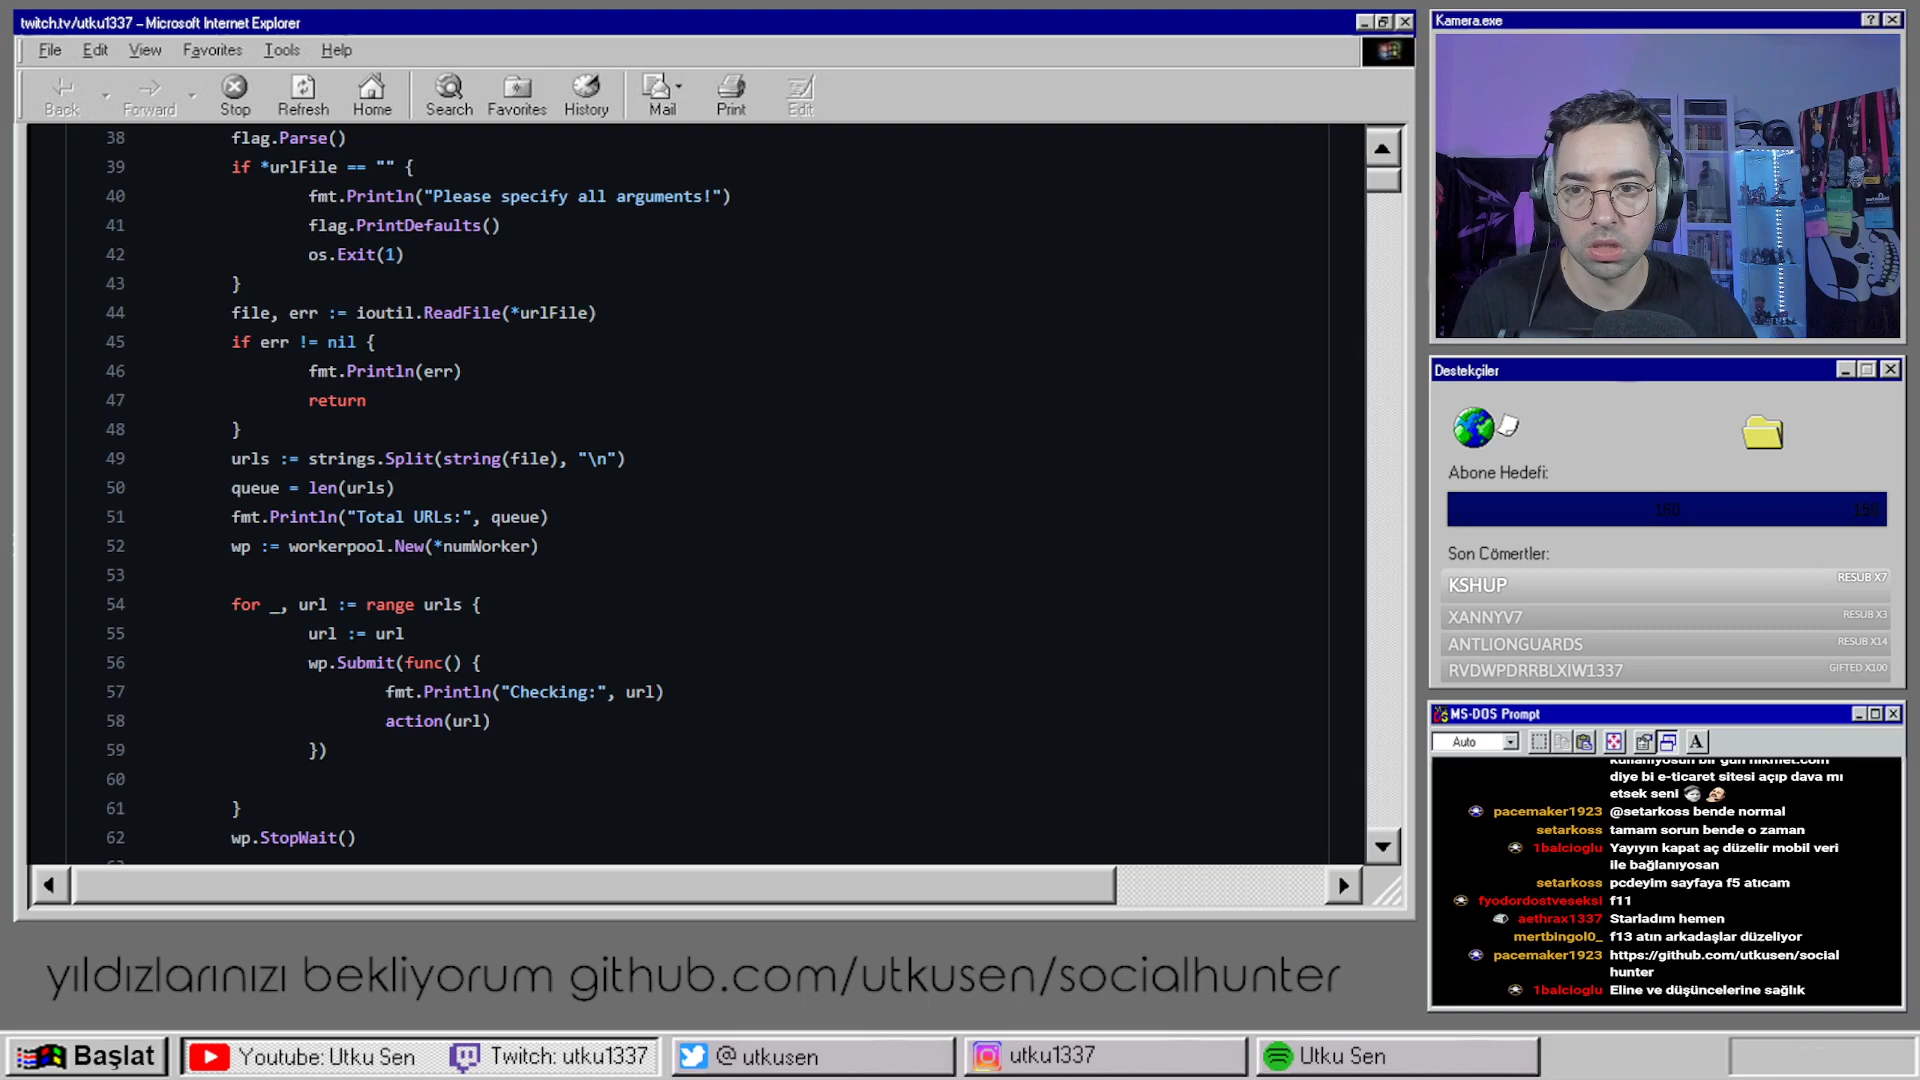 twitch.tv/utku1337 – Microsoft Internet Explorer
File Edit View Favorites Tools Help
Back Forward Stop Refresh Home Search Favorites History Mail Print Edit
38 flag.Parse()
39 if *urlFile == "" {
40 fmt.Println("Please specify all arguments!")
41 flag.PrintDefaults()
42 os.Exit(1)
43 }
44 file, err := ioutil.ReadFile(*urlFile)
45 if err != nil {
46 fmt.Println(err)
47 return
48 }
49 urls := strings.Split(string(file), "\n")
50 queue = len(urls)
51 fmt.Println("Total URLs:", queue)
52 wp := workerpool.New(*numWorker)
53
54 for _, url := range urls {
55 url := url
56 wp.Submit(func() {
57 fmt.Println("Checking:", url)
58 action(url)
59 })
60
61 }
62 wp.StopWait()
Kamera.exe
Destekçiler
Abone Hedefi:
160 150
Son Cömertler:
KSHUP RESUB X7
XANNYV7 RESUB X3
ANTLIONGUARDS RESUB X14
RVDWPDRRBLXIW1337 GIFTED X100
MS-DOS Prompt
Auto
A
kullanıyosun bir gün hikmet.com
diye bi e-ticaret sitesi açıp dava mı
etsek seni
pacemaker1923 @setarkoss bende normal
setarkoss tamam sorun bende o zaman
1balcioglu Yayıyın kapat aç düzelir mobil veri
ile bağlanıyosan
setarkoss pcdeyim sayfaya f5 atıcam
fyodordostveseksi f11
aethrax1337 Starladım hemen
mertbingol0_ f13 atın arkadaşlar düzeliyor
pacemaker1923 https://github.com/utkusen/social
hunter
1balcioglu Eline ve düşüncelerine sağlık
yıldızlarınızı bekliyorum github.com/utkusen/socialhunter
Başlat
Youtube: Utku Sen
Twitch: utku1337
@utkusen
utku1337
Utku Sen